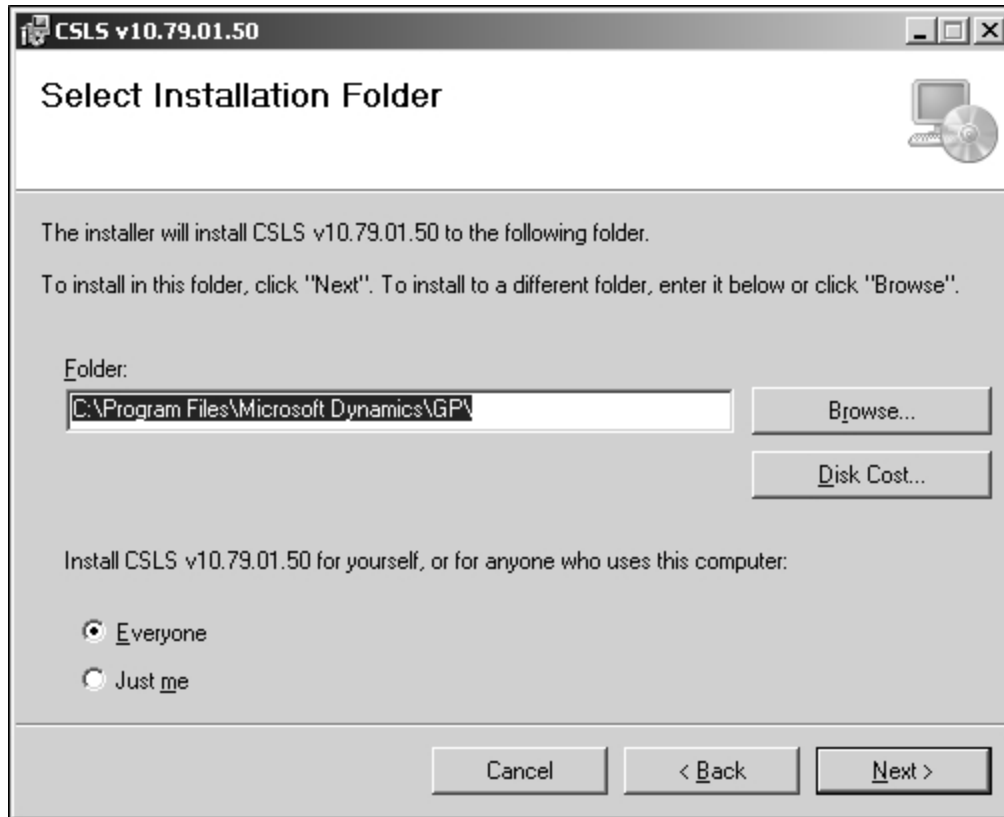 CSLS v10.79.01.50
Select Installation Folder
The installer will install CSLS v10.79.01.50 to the following folder.
To install in this folder, click "Next". To install to a different folder, enter it below or click "Browse".
Folder:
C:\Program Files\Microsoft Dynamics\GP\
Browse...
Disk Cost...
Install CSLS v10.79.01.50 for yourself, or for anyone who uses this computer:
Everyone
Just me
Cancel
< Back
Next >